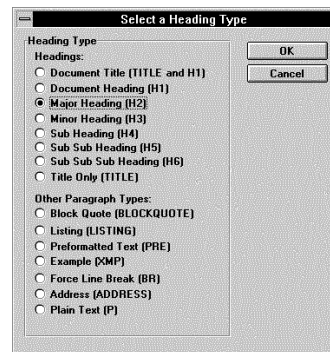 Select a Heading Type
Heading Type
Headings:
Document Title (TITLE and H1)
Document Heading (H1)
Major Heading (H2)
Minor Heading (H3)
Sub Heading (H4)
Sub Sub Heading (H5)
Sub Sub Sub Heading (H6)
Title Only (TITLE)
Other Paragraph Types:
Block Quote (BLOCKQUOTE)
Listing (LISTING)
Preformatted Text (PRE)
Example (XMP)
Force Line Break (BR)
Address (ADDRESS)
Plain Text (P)
OK
Cancel